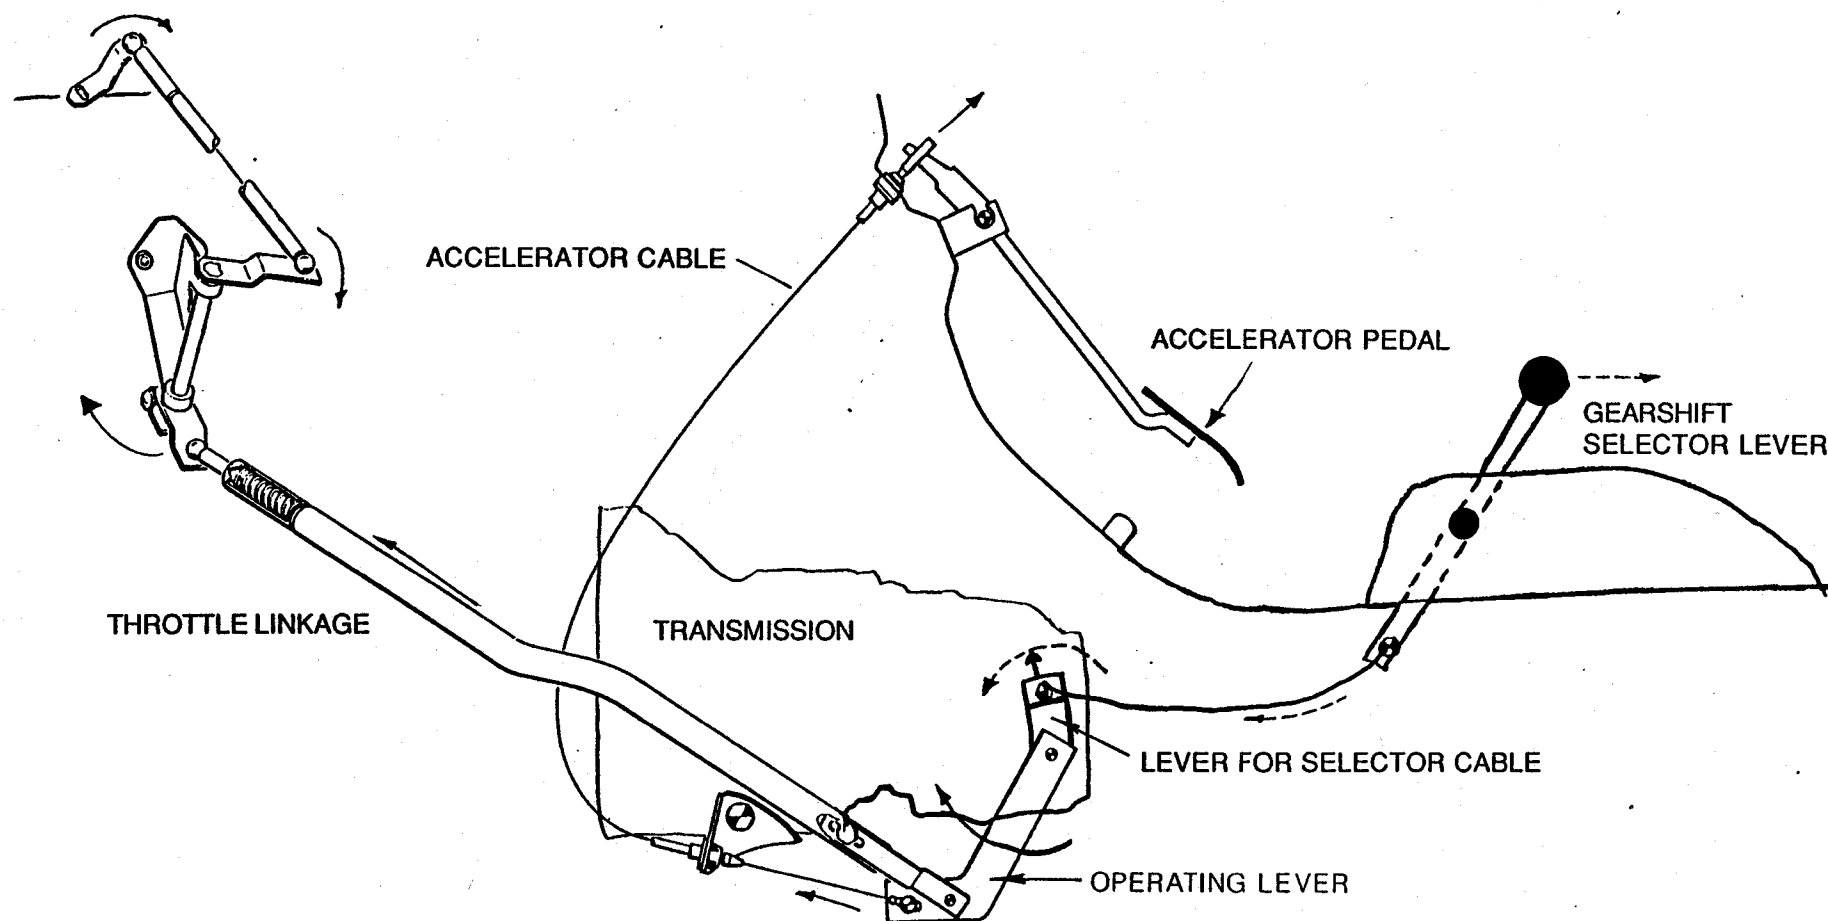 ACCELERATOR CABLE
ACCELERATOR PEDAL
GEARSHIFT
SELECTOR LEVER
THROTTLE LINKAGE
TRANSMISSION
LEVER FOR SELECTOR CABLE
OPERATING LEVER